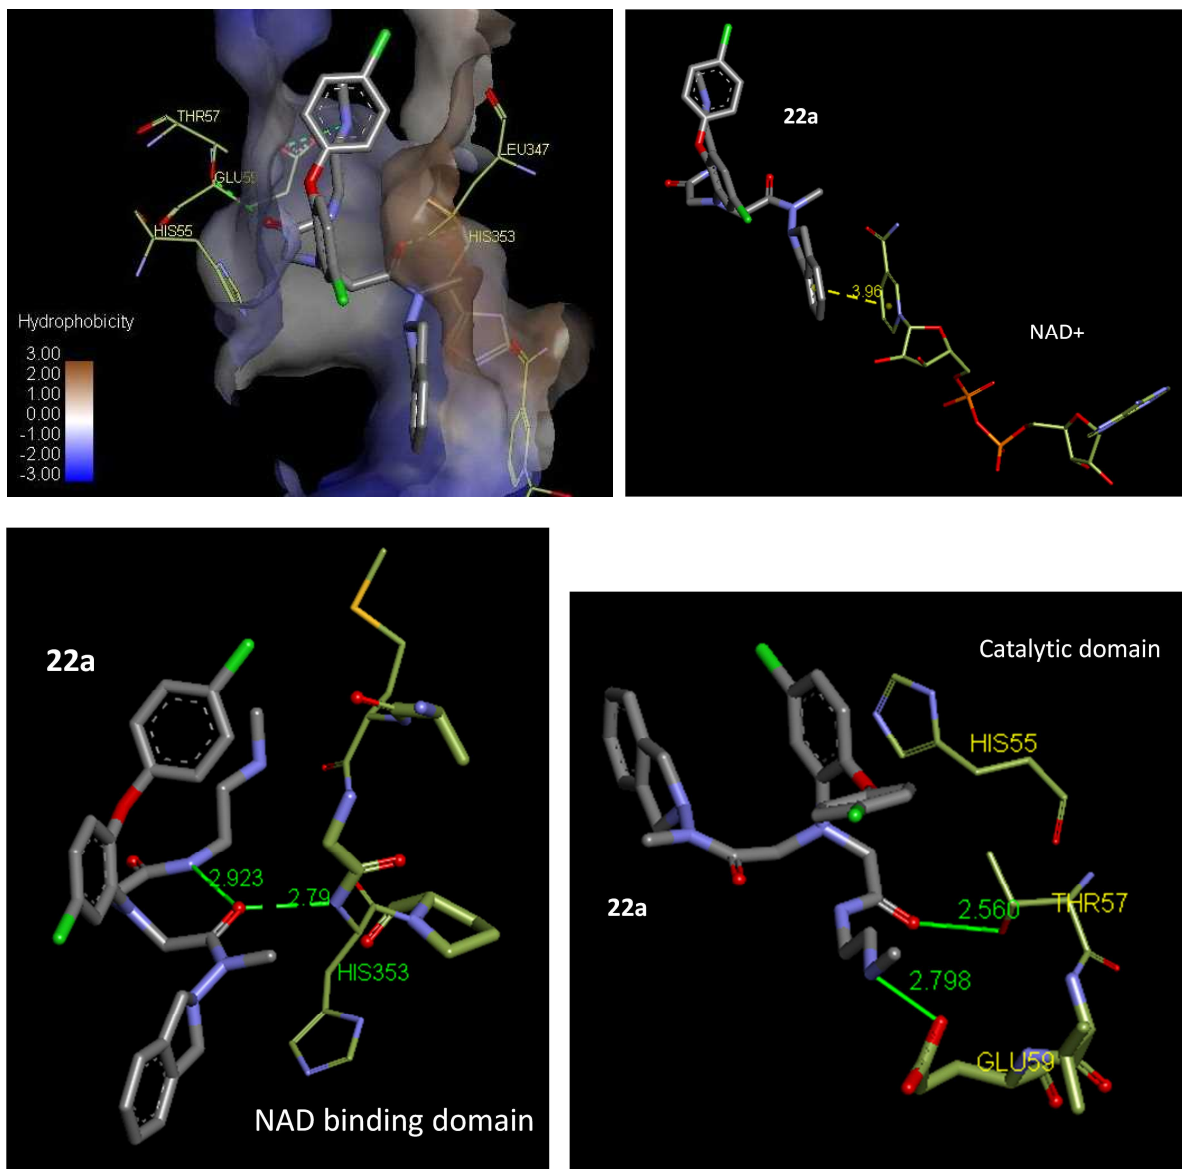 THR57
GLU59
LEU347
HIS55
HIS353
Hydrophobicity
3.00
2.00
1.00
0.00
-1.00
-2.00
-3.00
22a
3.96
NAD+
22a
2.923
2.79
HIS353
NAD binding domain
Catalytic domain
HIS55
22a
2.560
THR57
2.798
GLU59